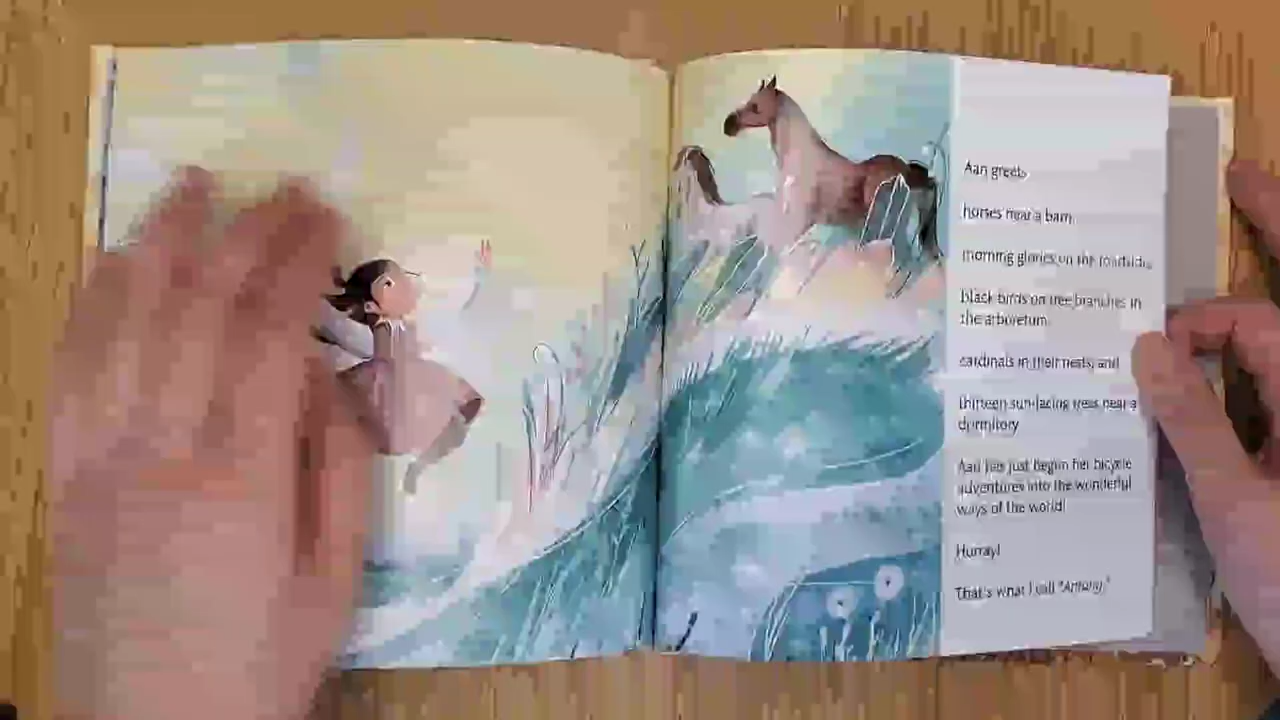 Aan greets
horses near a barn,
morning glories on the roadside,
black birds on tree branches in
the arboretum,
cardinals in their nests, and
thirteen sun-facing trees near a
dormitory.
Aan has just begun her bicycle
adventures into the wonderful
ways of the world!
Hurray!
That's what I call